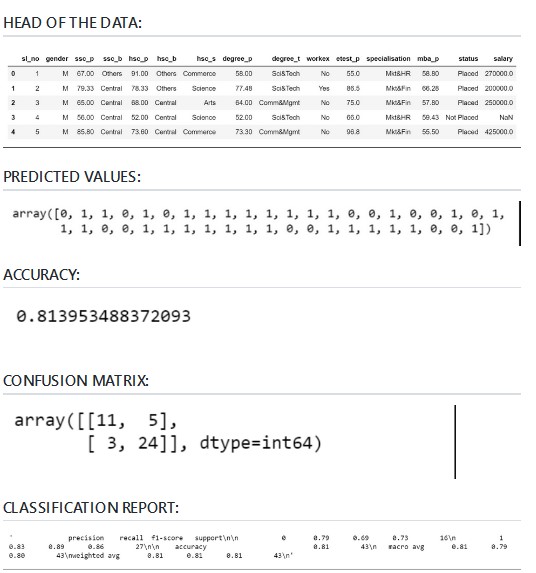 HEAD OF THE DATA:
sl_no gender ssc_p ssc_b hsc_p hsc_b hsc_s degree_p degree_t workex etest_p specialisation mba_p status salary
0 1 M 67.00 Others 91.00 Others Commerce 58.00 Sci&Tech No 55.0 Mkt&HR 58.80 Placed 270000.0
1 2 M 79.33 Central 78.33 Others Science 77.48 Sci&Tech Yes 86.5 Mkt&Fin 66.28 Placed 200000.0
2 3 M 65.00 Central 68.00 Central Arts 64.00 Comm&Mgmt No 75.0 Mkt&Fin 57.80 Placed 250000.0
3 4 M 56.00 Central 52.00 Central Science 52.00 Sci&Tech No 66.0 Mkt&HR 59.43 Not Placed NaN
4 5 M 85.80 Central 73.60 Central Commerce 73.30 Comm&Mgmt No 96.8 Mkt&Fin 55.50 Placed 425000.0
PREDICTED VALUES:
array([0, 1, 1, 0, 1, 0, 1, 1, 1, 1, 1, 1, 1, 1, 0, 0, 1, 0, 0, 1, 0, 1,
1, 1, 0, 0, 1, 1, 1, 1, 1, 1, 1, 0, 0, 1, 1, 1, 1, 1, 0, 0, 1])
ACCURACY:
0.813953488372093
CONFUSION MATRIX:
array([[11, 5],
[ 3, 24]], dtype=int64)
CLASSIFICATION REPORT:
' precision recall f1-score support\n\n 0 0.79 0.69 0.73 16\n 1
0.83 0.89 0.86 27\n\n accuracy 0.81 43\n macro avg 0.81 0.79
0.80 43\nweighted avg 0.81 0.81 0.81 43\n'